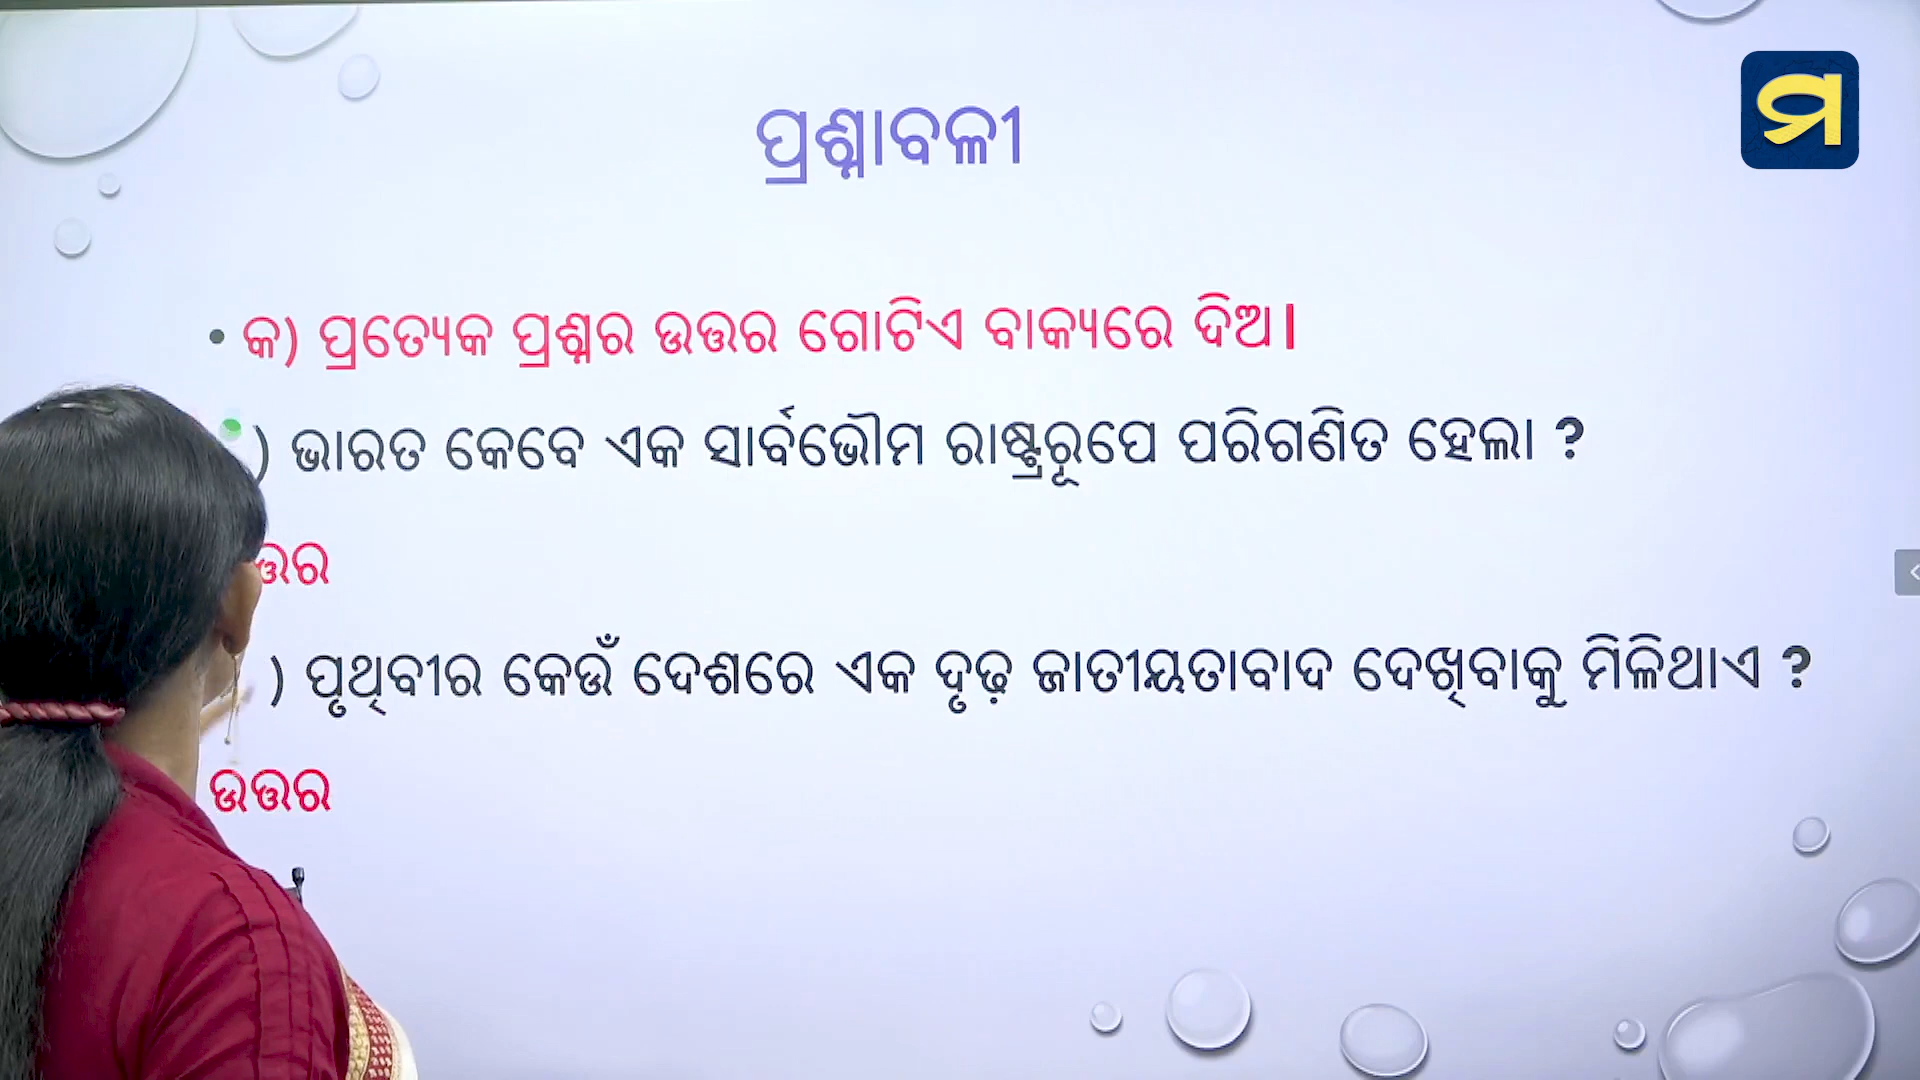 ମ
ପ୍ରଶ୍ନାବଳୀ
• କ) ପ୍ରତ୍ୟେକ ପ୍ରଶ୍ନର ଉତ୍ତର ଗୋଟିଏ ବାକ୍ୟରେ ଦିଅ।
) ଭାରତ କେବେ ଏକ ସାର୍ବଭୌମ ରାଷ୍ଟ୍ରରୂପେ ପରିଗଣିତ ହେଲା ?
ତ୍ତର
) ପୃଥିବୀର କେଉଁ ଦେଶରେ ଏକ ଦୃଢ଼ ଜାତୀୟତାବାଦ ଦେଖିବାକୁ ମିଳିଥାଏ ?
ଉତ୍ତର